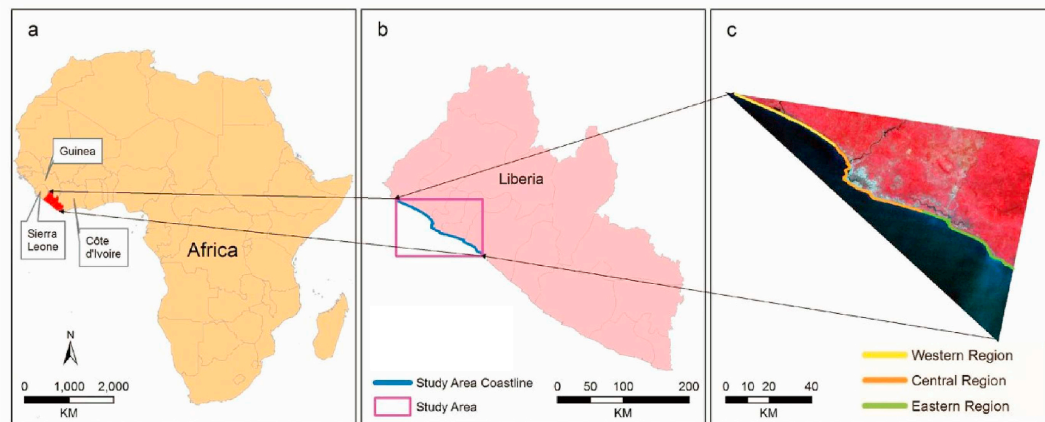 a
Guinea
Sierra
Leone
Côte
d'Ivoire
Africa
N
0 1,000 2,000
KM
b
Liberia
Study Area Coastline
Study Area
0 50 100 200
KM
c
Western Region
Central Region
Eastern Region
0 10 20 40
KM